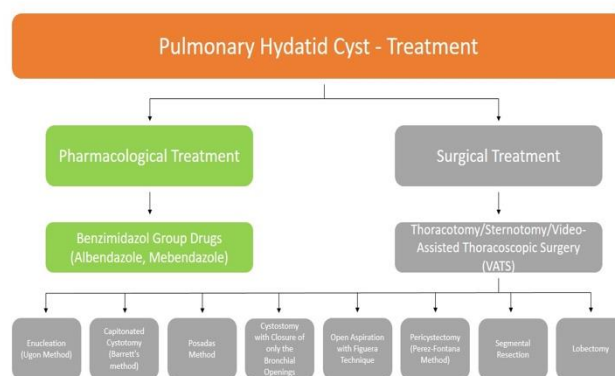 Pulmonary Hydatid Cyst - Treatment
Pharmacological Treatment
Surgical Treatment
Benzimidazol Group Drugs
(Albendazole, Mebendazole)
Thoracotomy/Sternotomy/Video-
Assisted Thoracoscopic Surgery
(VATS)
Enucleation
(Ugon Method)
Capitonated
Cystotomy
(Barrett's
method)
Posadas
Method
Cystostomy
with Closure of
only the
Bronchial
Openings
Open Aspiration
with Figuera
Technique
Pericystectomy
(Perez-Fontana
Method)
Segmental
Resection
Lobectomy